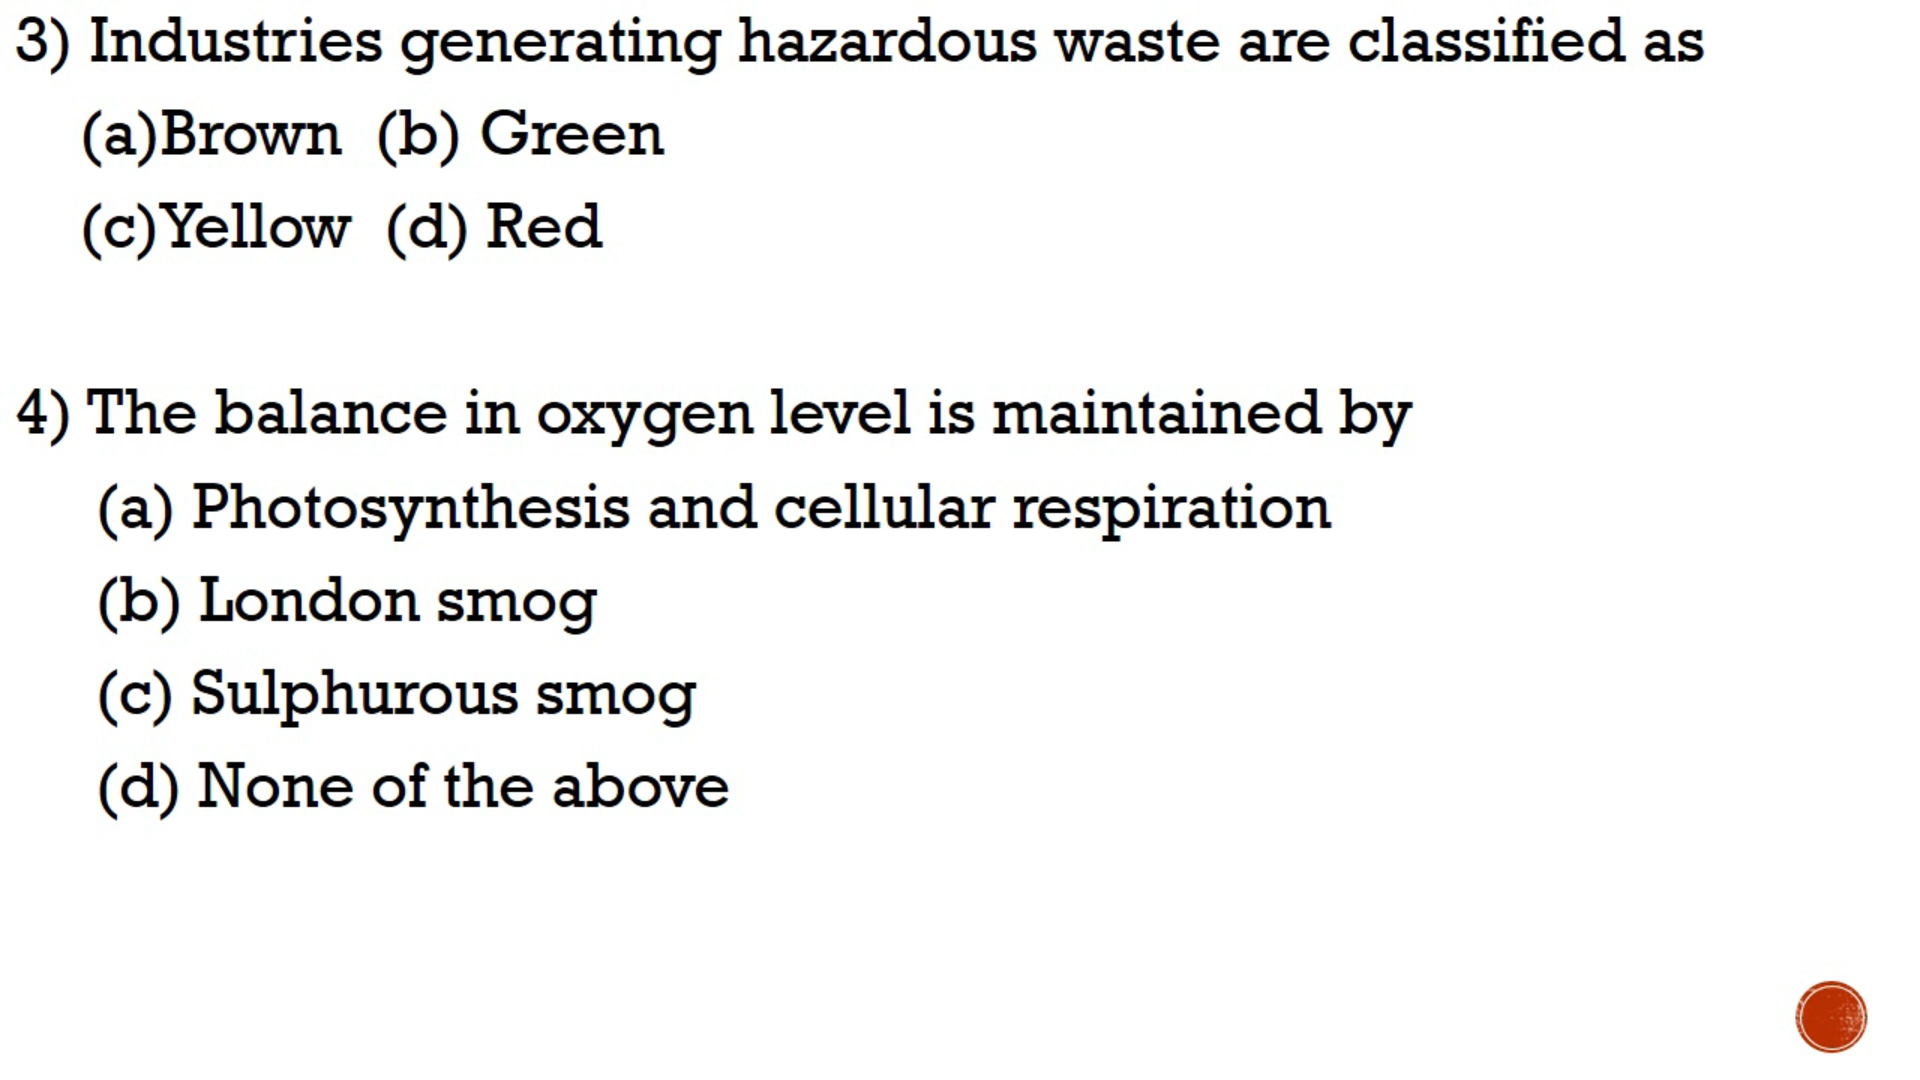 3) Industries generating hazardous waste are classified as
(a)Brown (b) Green
(c)Yellow (d) Red
4) The balance in oxygen level is maintained by
(a) Photosynthesis and cellular respiration
(b) London smog
(c) Sulphurous smog
(d) None of the above